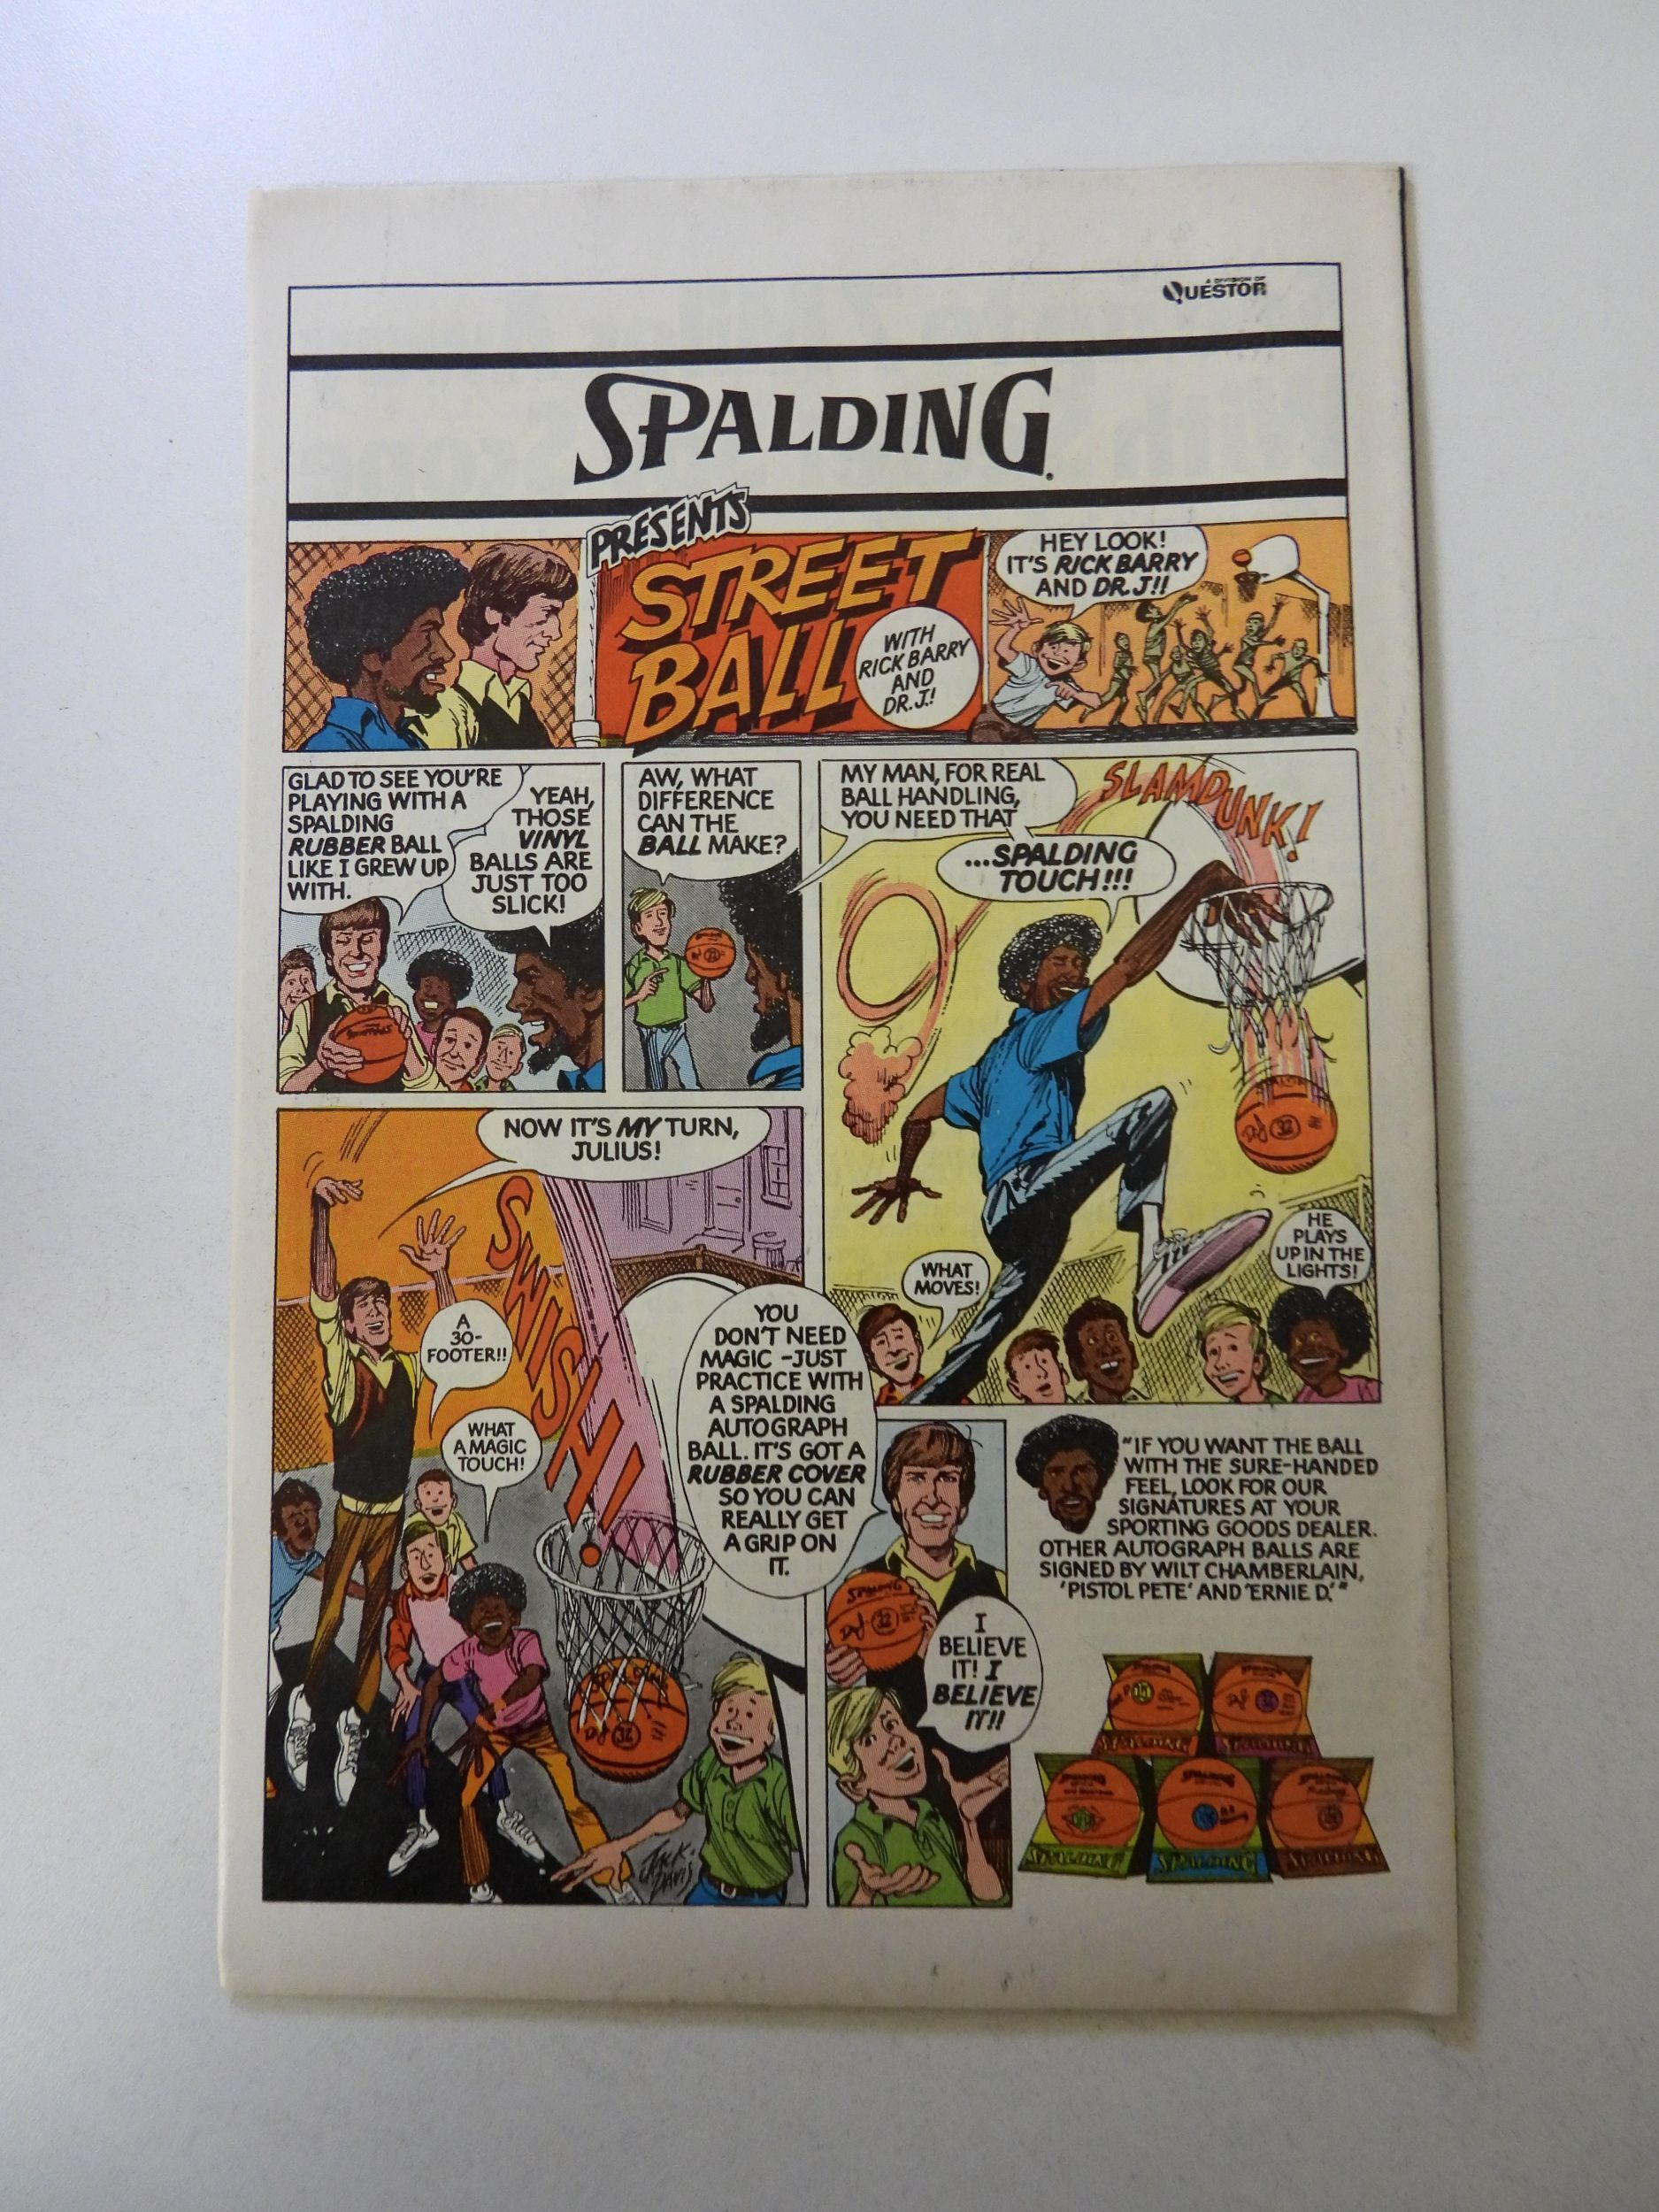 A DIVISION OF
QUESTOR
SPALDING
PRESENTS
STREET
BALL
WITH
RICK BARRY
AND
DR.J.!
HEY LOOK!
IT'S RICK BARRY
AND DR.J!!
GLAD TO SEE YOU'RE
PLAYING WITH A
SPALDING
RUBBER BALL
LIKE I GREW UP
WITH.
YEAH,
THOSE
VINYL
BALLS ARE
JUST TOO
SLICK!
AW, WHAT
DIFFERENCE
CAN THE
BALL MAKE?
MY MAN, FOR REAL
BALL HANDLING,
YOU NEED THAT
...SPALDING
TOUCH!!!
SLAMDUNK!
WHAT
MOVES!
HE
PLAYS
UP IN THE
LIGHTS!
NOW IT'S MY TURN,
JULIUS!
SWISH!
A
30-
FOOTER!!
WHAT
A MAGIC
TOUCH!
JACK
DAVIS
YOU
DON'T NEED
MAGIC -JUST
PRACTICE WITH
A SPALDING
AUTOGRAPH
BALL. IT'S GOT A
RUBBER COVER
SO YOU CAN
REALLY GET
A GRIP ON
IT.
SPALDING
DrJ 32
I
BELIEVE
IT! I
BELIEVE
IT!!
"IF YOU WANT THE BALL
WITH THE SURE-HANDED
FEEL, LOOK FOR OUR
SIGNATURES AT YOUR
SPORTING GOODS DEALER.
OTHER AUTOGRAPH BALLS ARE
SIGNED BY WILT CHAMBERLAIN,
'PISTOL PETE' AND 'ERNIE D.'"
SPALDING
SPALDING
SPALDING
SPALDING
SPALDING